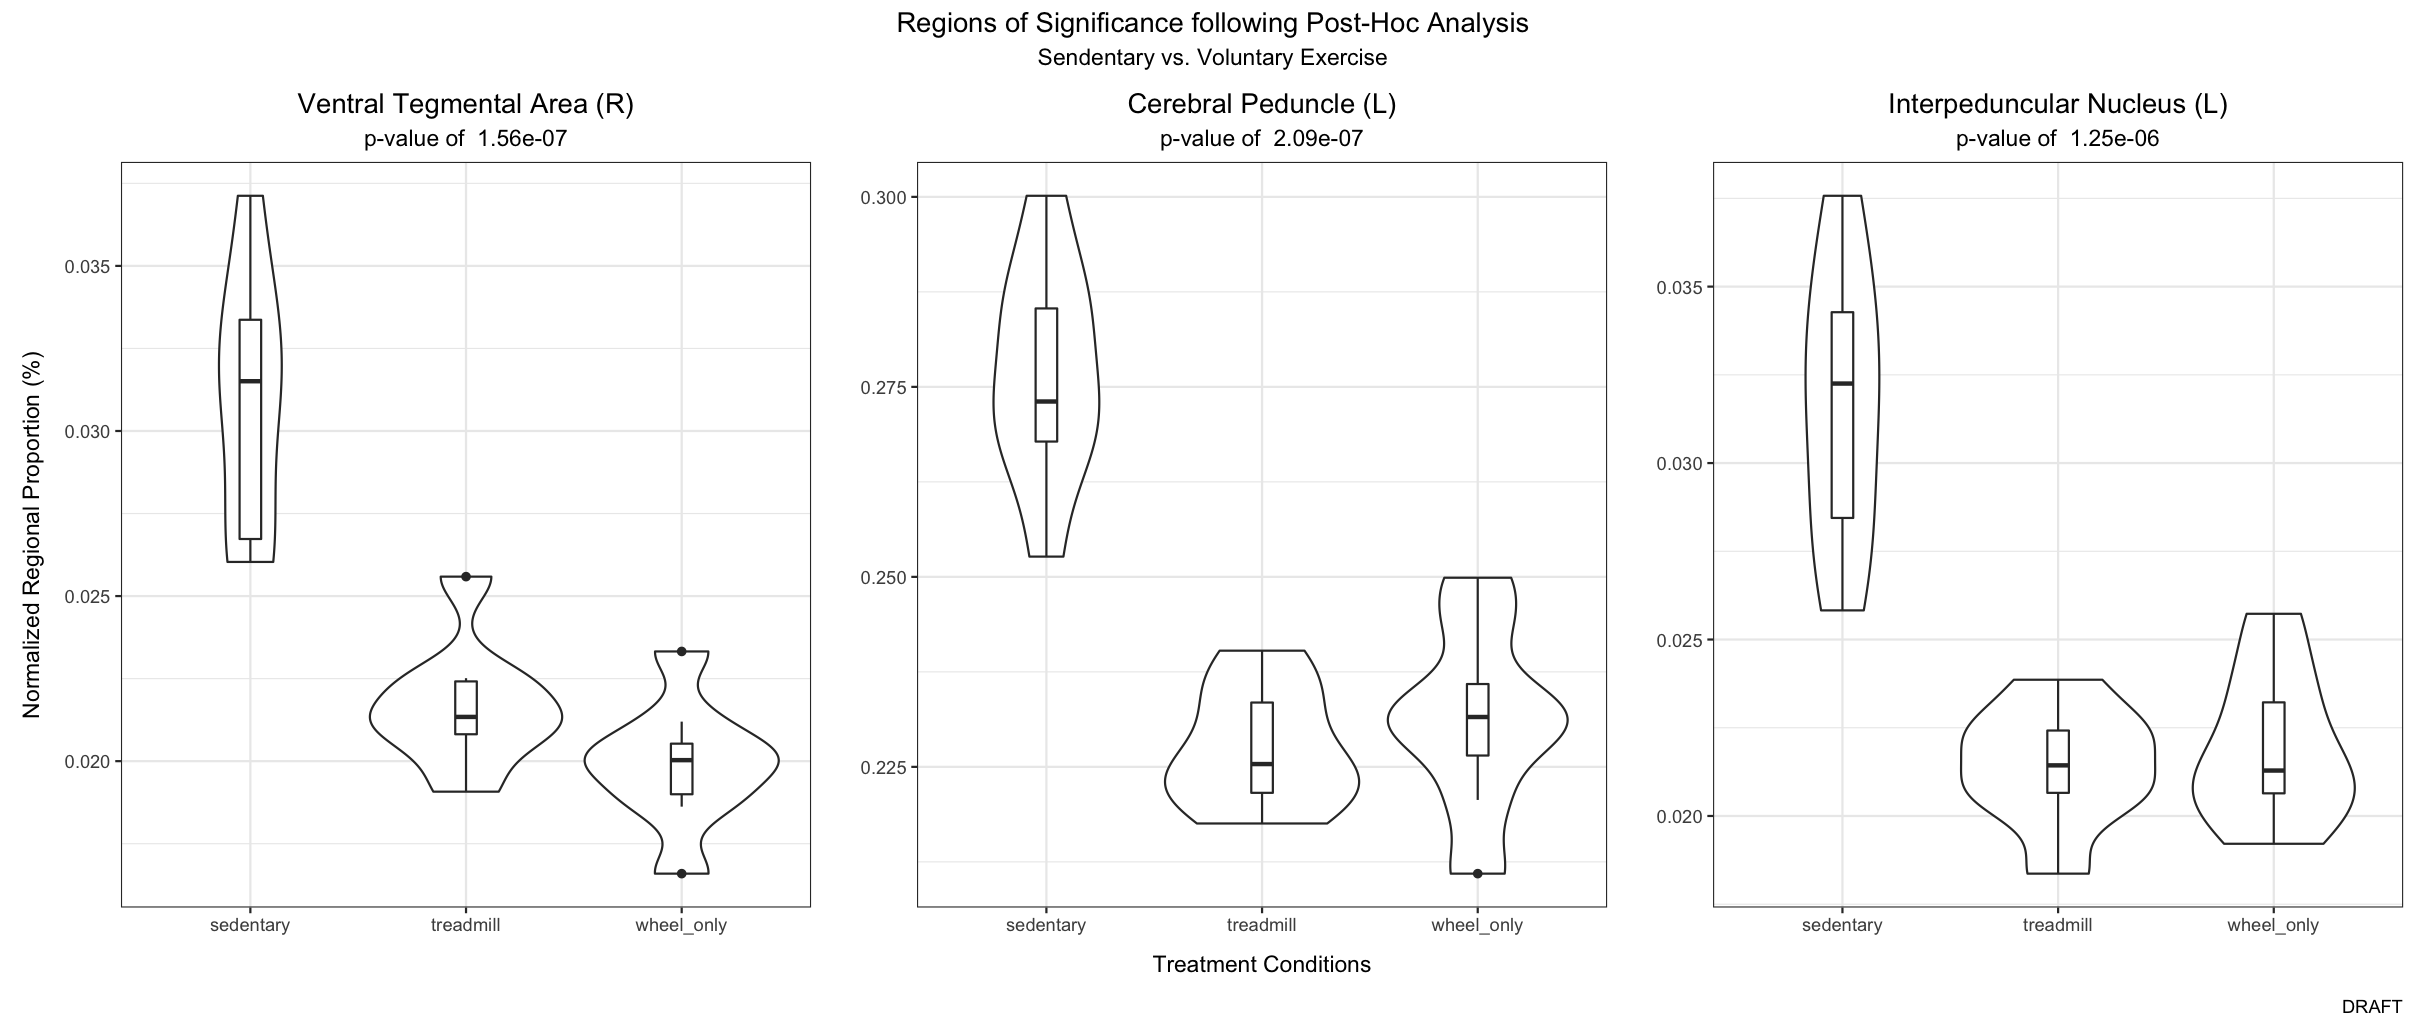 Regions of Significance following Post-Hoc Analysis
Sendentary vs. Voluntary Exercise
Ventral Tegmental Area (R)
p-value of  1.56e-07
Normalized Regional Proportion (%)
0.035
0.030
0.025
0.020
sedentary
treadmill
wheel_only
Cerebral Peduncle (L)
p-value of  2.09e-07
0.300
0.275
0.250
0.225
sedentary
treadmill
wheel_only
Interpeduncular Nucleus (L)
p-value of  1.25e-06
0.035
0.030
0.025
0.020
sedentary
treadmill
wheel_only
Treatment Conditions
DRAFT